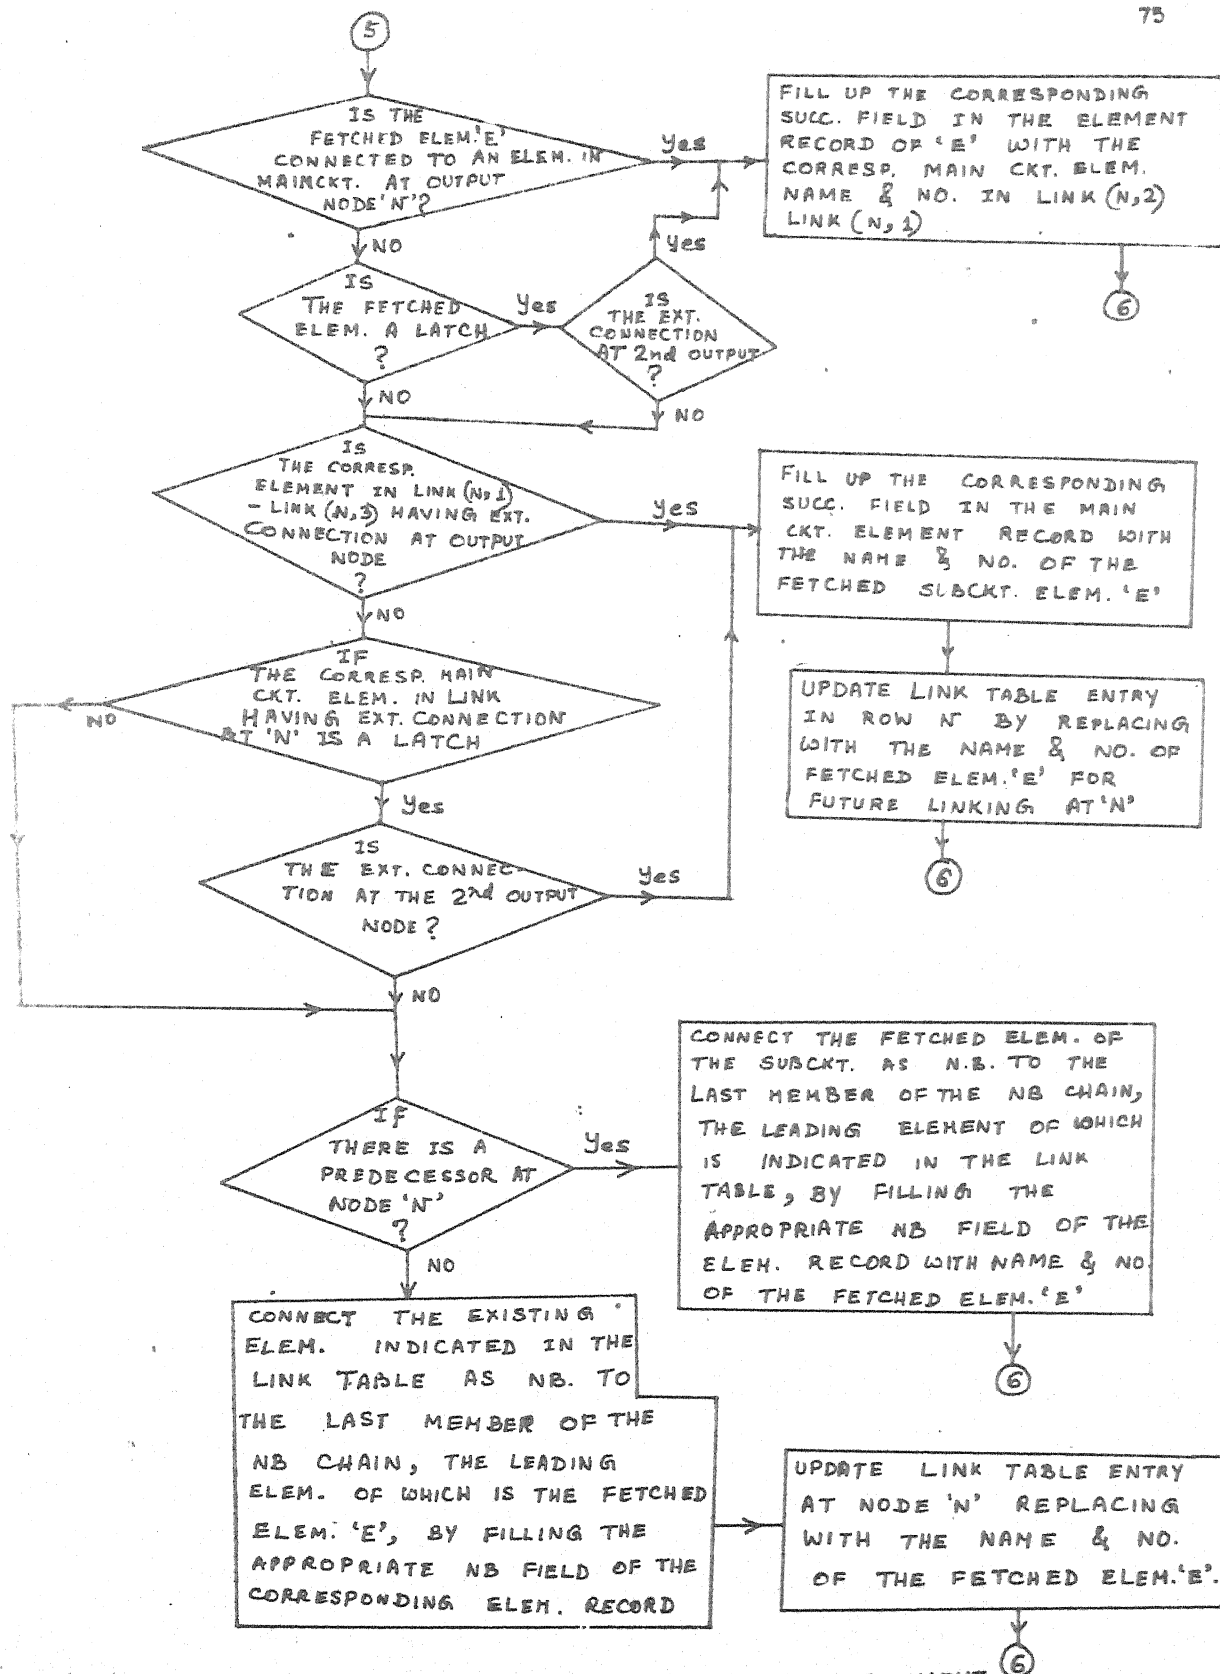 75
5
IS THE
FETCHED ELEM.'E'
CONNECTED TO AN ELEM. IN
MAINCKT. AT OUTPUT
NODE 'N'?
Yes
FILL UP THE CORRESPONDING
SUCC. FIELD IN THE ELEMENT
RECORD OF 'E' WITH THE
CORRESP. MAIN CKT. ELEM.
NAME & NO. IN LINK (N,2)
LINK (N,1)
6
NO
IS
THE FETCHED
ELEM. A LATCH
?
Yes
IS
THE EXT.
CONNECTION
AT 2nd OUTPUT
?
Yes
NO
NO
IS
THE CORRESP.
ELEMENT IN LINK (N,1)
- LINK (N,3) HAVING EXT.
CONNECTION AT OUTPUT
NODE
?
Yes
FILL UP THE CORRESPONDING
SUCC. FIELD IN THE MAIN
CKT. ELEMENT RECORD WITH
THE NAME & NO. OF THE
FETCHED SUBCKT. ELEM. 'E'
UPDATE LINK TABLE ENTRY
IN ROW N BY REPLACING
WITH THE NAME & NO. OF
FETCHED ELEM.'E' FOR
FUTURE LINKING AT 'N'
6
NO
IF
THE CORRESP. MAIN
CKT. ELEM. IN LINK
HAVING EXT. CONNECTION
AT 'N' IS A LATCH
NO
Yes
IS
THE EXT. CONNEC-
TION AT THE 2nd OUTPUT
NODE ?
Yes
NO
If
THERE IS A
PREDECESSOR AT
NODE 'N'
?
Yes
CONNECT THE FETCHED ELEM. OF
THE SUBCKT. AS N.B. TO THE
LAST MEMBER OF THE NB CHAIN,
THE LEADING ELEMENT OF WHICH
IS INDICATED IN THE LINK
TABLE, BY FILLING THE
APPROPRIATE NB FIELD OF THE
ELEM. RECORD WITH NAME & NO.
OF THE FETCHED ELEM.'E'
6
NO
CONNECT THE EXISTING
ELEM. INDICATED IN THE
LINK TABLE AS NB. TO
THE LAST MEMBER OF THE
NB CHAIN, THE LEADING
ELEM. OF WHICH IS THE FETCHED
ELEM. 'E', BY FILLING THE
APPROPRIATE NB FIELD OF THE
CORRESPONDING ELEM. RECORD
UPDATE LINK TABLE ENTRY
AT NODE 'N' REPLACING
WITH THE NAME & NO.
OF THE FETCHED ELEM.'E'.
6